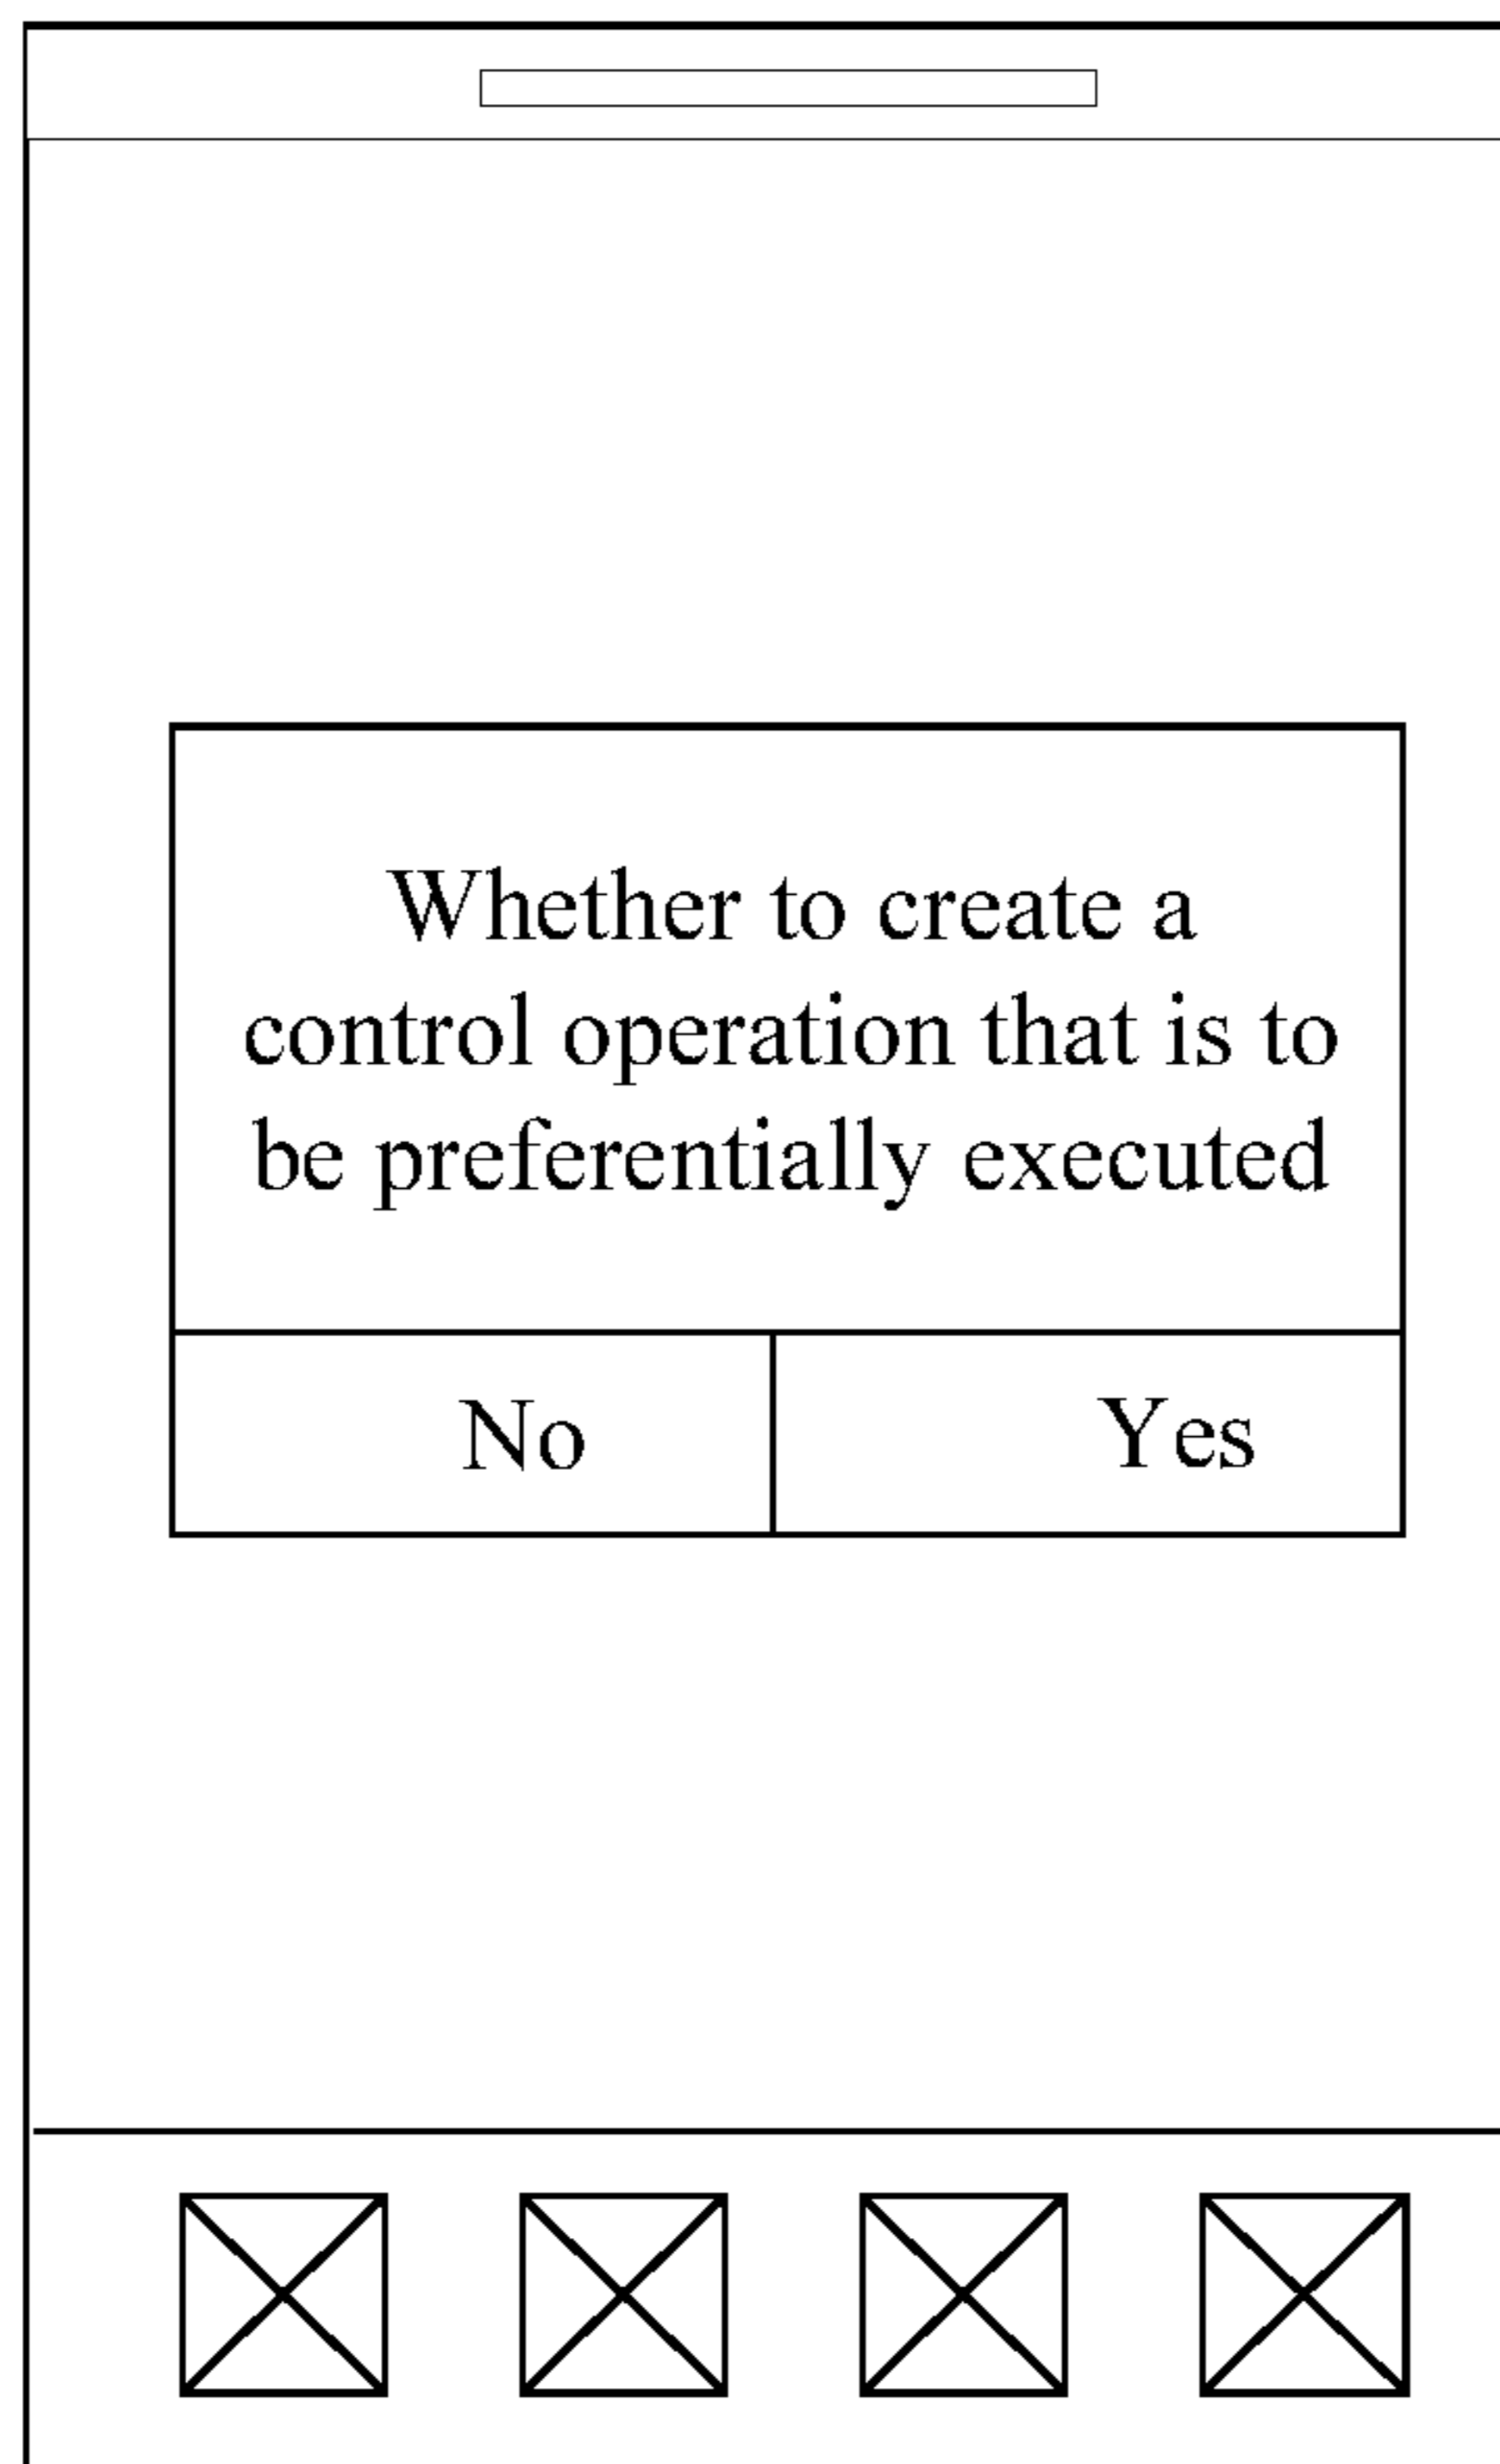 Whether to create a
control operation that is to
be preferentially executed
No Yes